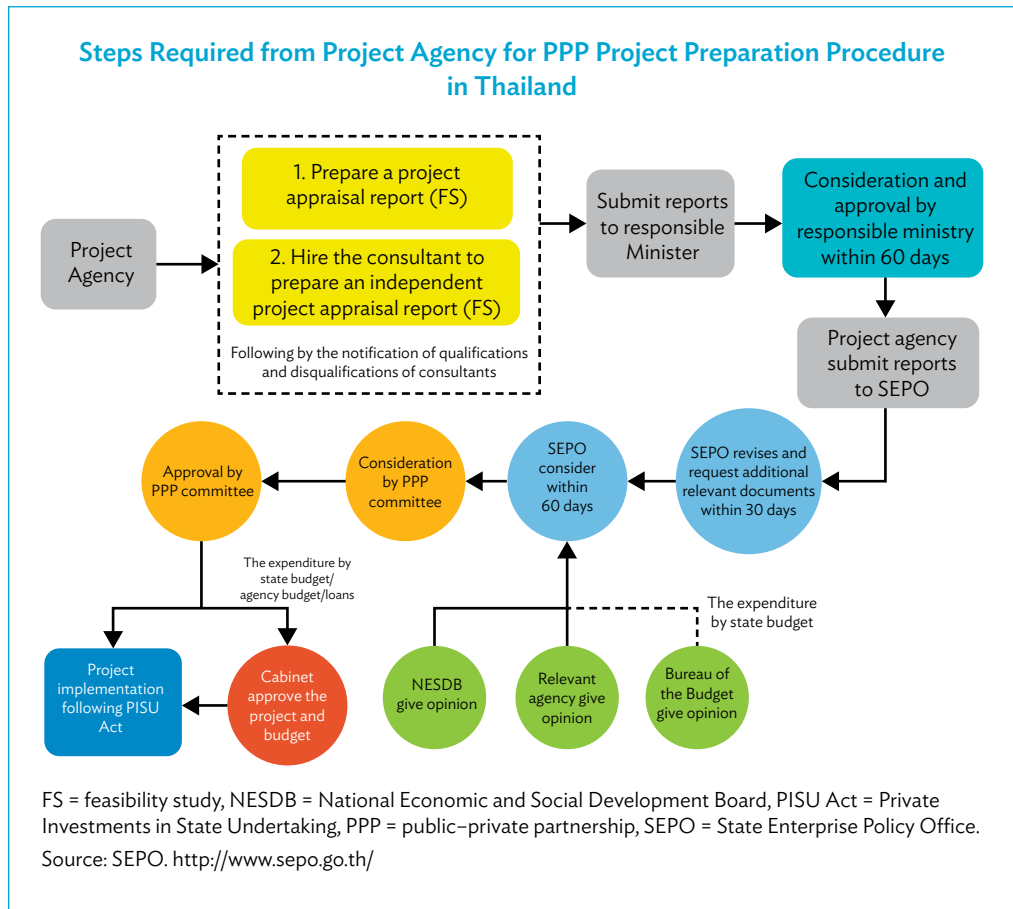 Steps Required from Project Agency for PPP Project Preparation Procedure
in Thailand
Project
Agency
1. Prepare a project
appraisal report (FS)
2. Hire the consultant to
prepare an independent
project appraisal report (FS)
Following by the notification of qualifications
and disqualifications of consultants
Submit reports
to responsible
Minister
Consideration and
approval by
responsible ministry
within 60 days
Project agency
submit reports
to SEPO
SEPO revises and
request additional
relevant documents
within 30 days
SEPO
consider
within
60 days
Consideration
by PPP
committee
Approval by
PPP committee
The expenditure by
state budget/
agency budget/loans
The expenditure
by state budget
Project
implementation
following PISU
Act
Cabinet
approve the
project and
budget
NESDB
give opinion
Relevant
agency give
opinion
Bureau of
the Budget
give opinion
FS = feasibility study, NESDB = National Economic and Social Development Board, PISU Act = Private
Investments in State Undertaking, PPP = public–private partnership, SEPO = State Enterprise Policy Office.
Source: SEPO. http://www.sepo.go.th/